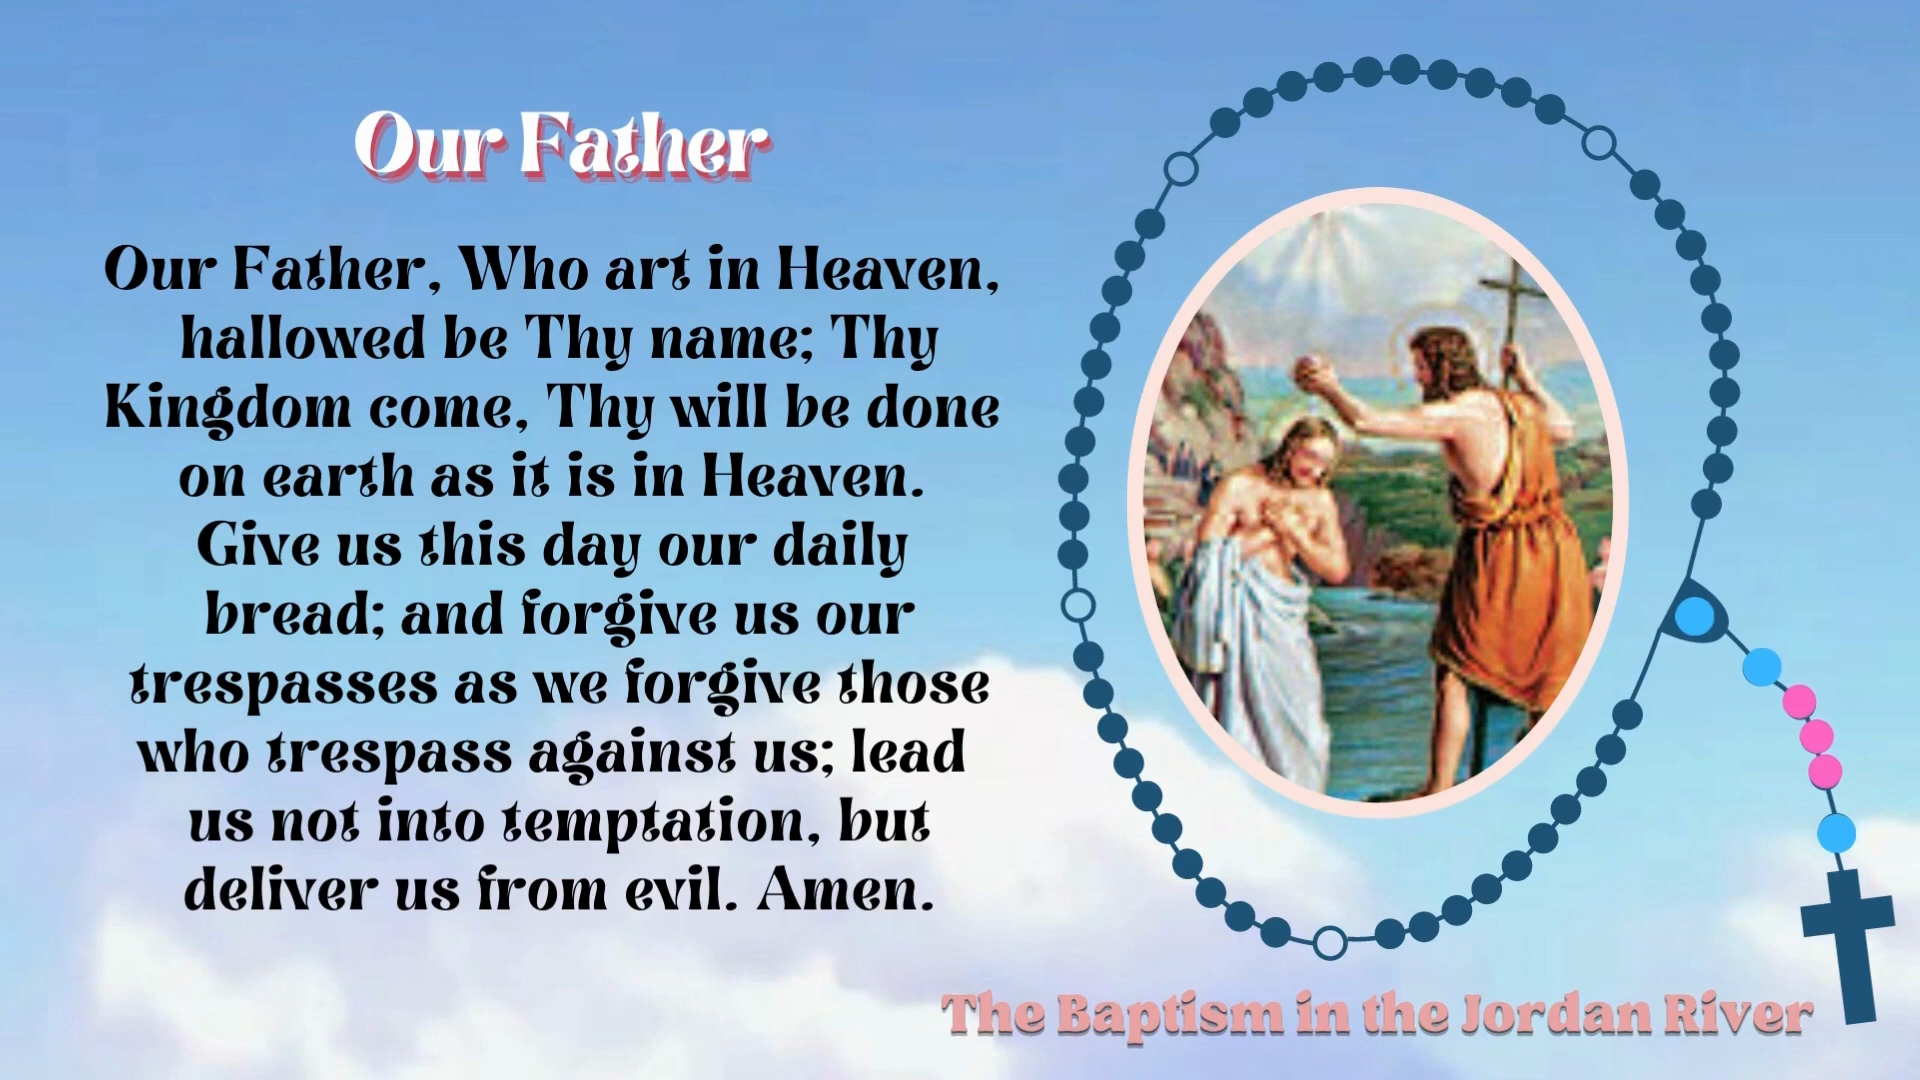 Our Father
Our Father, Who art in Heaven,
hallowed be Thy name; Thy
Kingdom come, Thy will be done
on earth as it is in Heaven.
Give us this day our daily
bread; and forgive us our
trespasses as we forgive those
who trespass against us; lead
us not into temptation, but
deliver us from evil. Amen.
The Baptism in the Jordan River